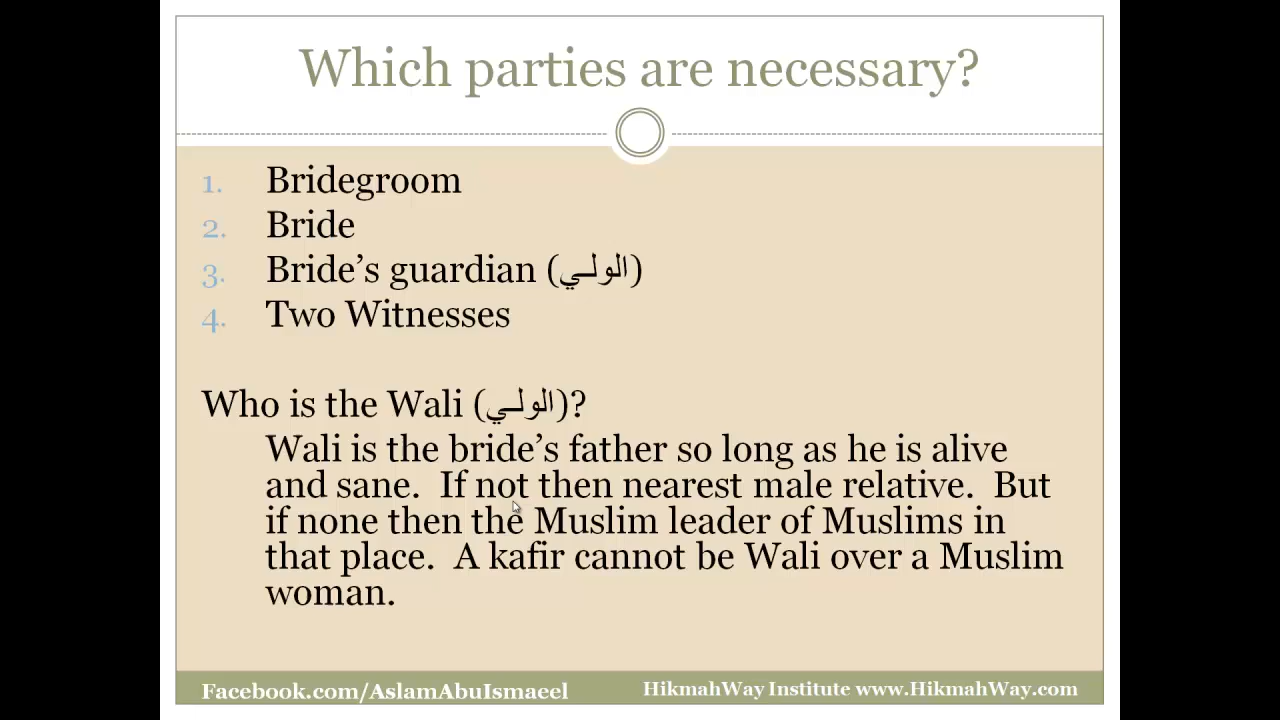 Which parties are necessary?
1. Bridegroom
2. Bride
3. Bride’s guardian (الولي)
4. Two Witnesses
Who is the Wali (الولي)?
Wali is the bride’s father so long as he is alive
and sane.  If not then nearest male relative.  But
if none then the Muslim leader of Muslims in
that place.  A kafir cannot be Wali over a Muslim
woman.
Facebook.com/AslamAbuIsmaeel
HikmahWay Institute www.HikmahWay.com